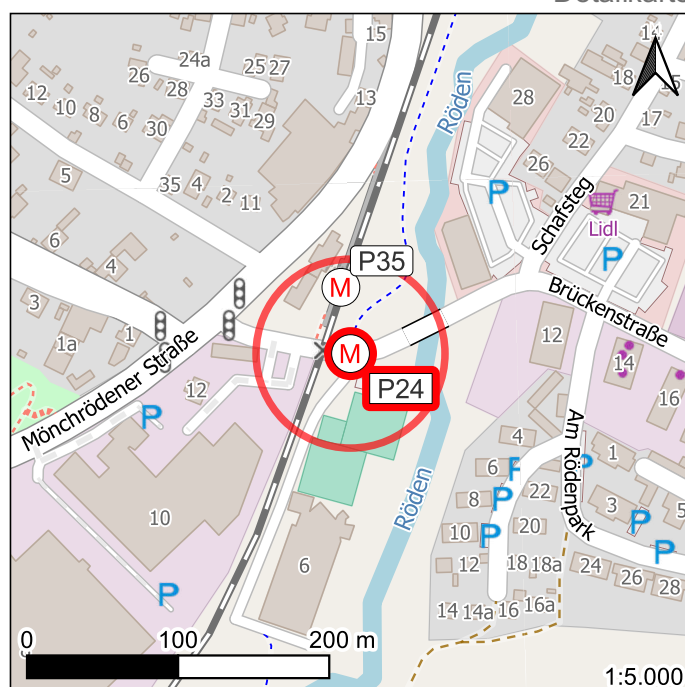 15
24a
25 27
26
28
12
10
8
6
33
31
29
30
13
35
4
2
11
5
6
4
3
1
1a
Röden
28
14
18
15
20
22
17
26
P
Schafsteg
21
Lidl
P
P35
M
Brückenstraße
M
P24
12
14
16
Mönchrödener Straße
12
P
10
P
6
Röden
4
6
P
8
P
22
10
P
20
12
18
18a
14
14a
16
16a
Am Rödenpark
P
1
3
P
5
P
24
26
28
0
100
200 m
1:5.000